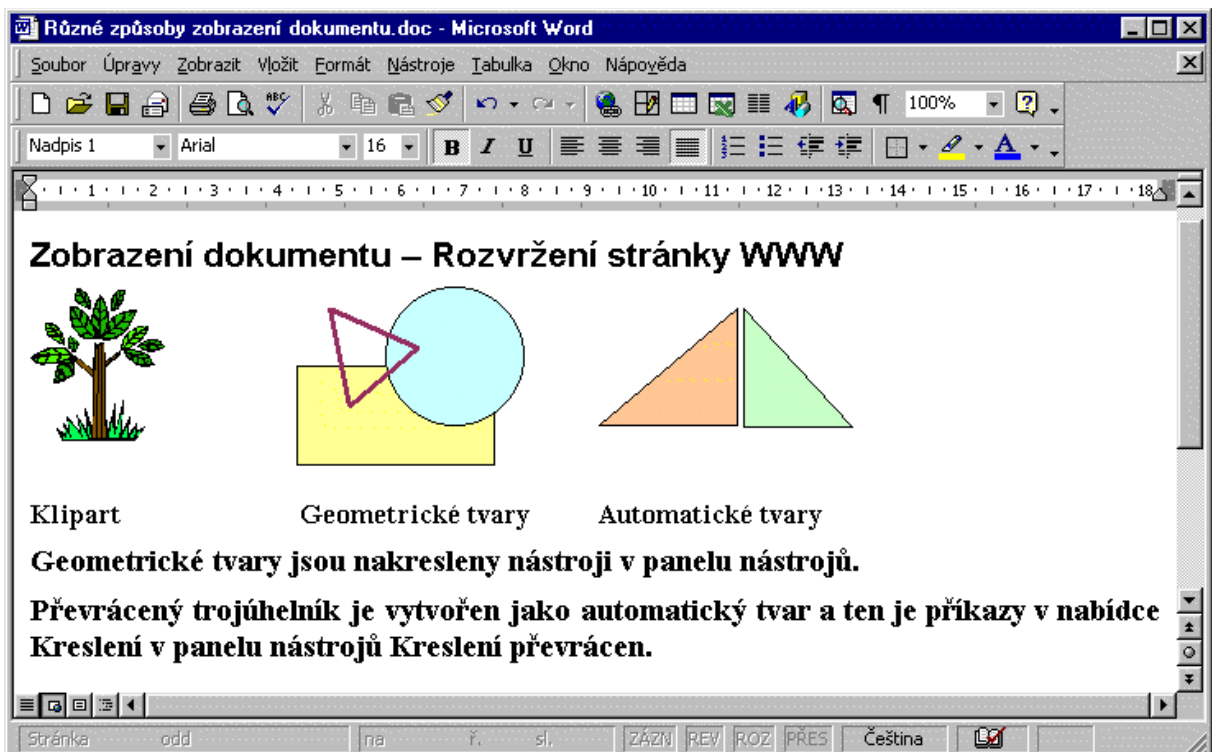 Různé způsoby zobrazení dokumentu.doc - Microsoft Word
Soubor Úpravy Zobrazit Vložit Formát Nástroje Tabulka Okno Nápověda
ABC 100%
Nadpis 1 Arial 16 B I U A
1 2 3 4 5 6 7 8 9 10 11 12 13 14 15 16 17 18
Zobrazení dokumentu – Rozvržení stránky WWW
Klipart Geometrické tvary Automatické tvary
Geometrické tvary jsou nakresleny nástroji v panelu nástrojů.
Převrácený trojúhelník je vytvořen jako automatický tvar a ten je příkazy v nabídce
Kreslení v panelu nástrojů Kreslení převrácen.
Stránka odd na ř. sl. ZÁZN REV ROZ PŘES Čeština